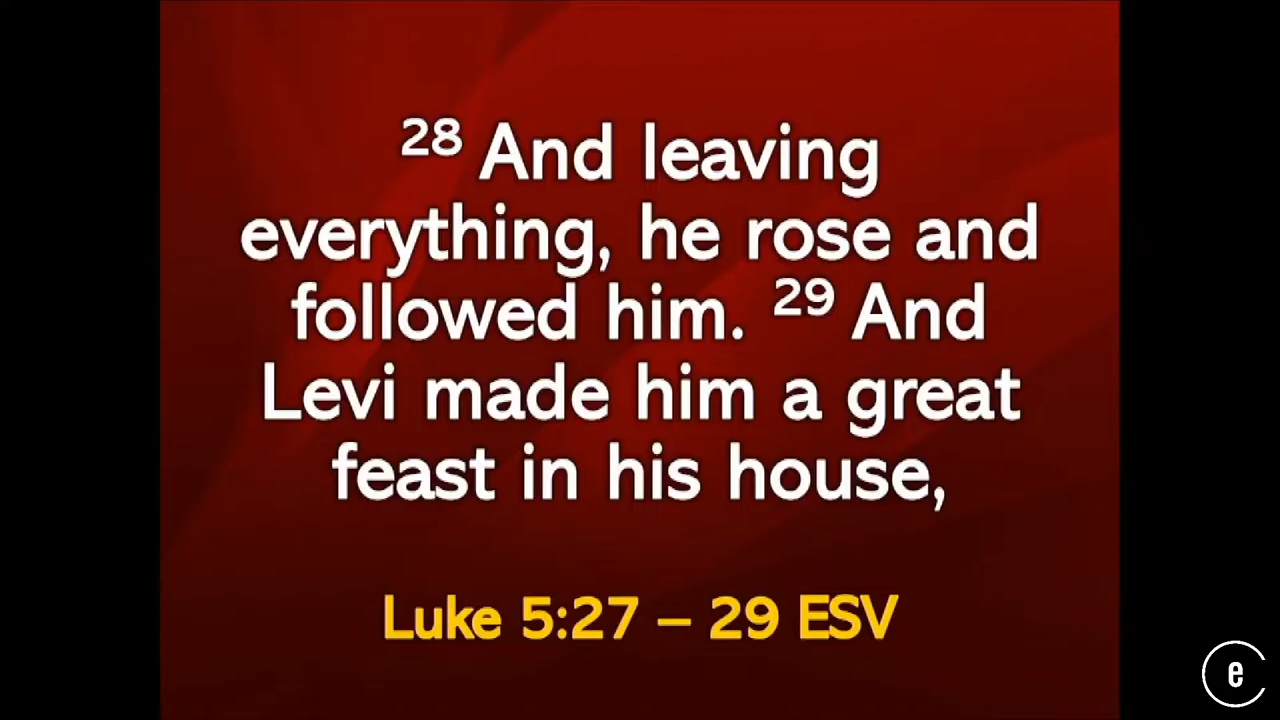 28 And leaving
everything, he rose and
followed him. 29 And
Levi made him a great
feast in his house,
Luke 5:27 – 29 ESV
e